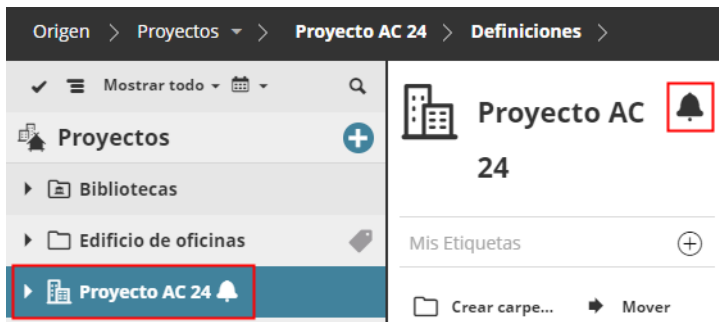 Origen > Proyectos > Proyecto AC 24 > Definiciones >
Mostrar todo
Proyectos
Bibliotecas
Edificio de oficinas
Proyecto AC 24
Proyecto AC
24
Mis Etiquetas
Crear carpe... Mover